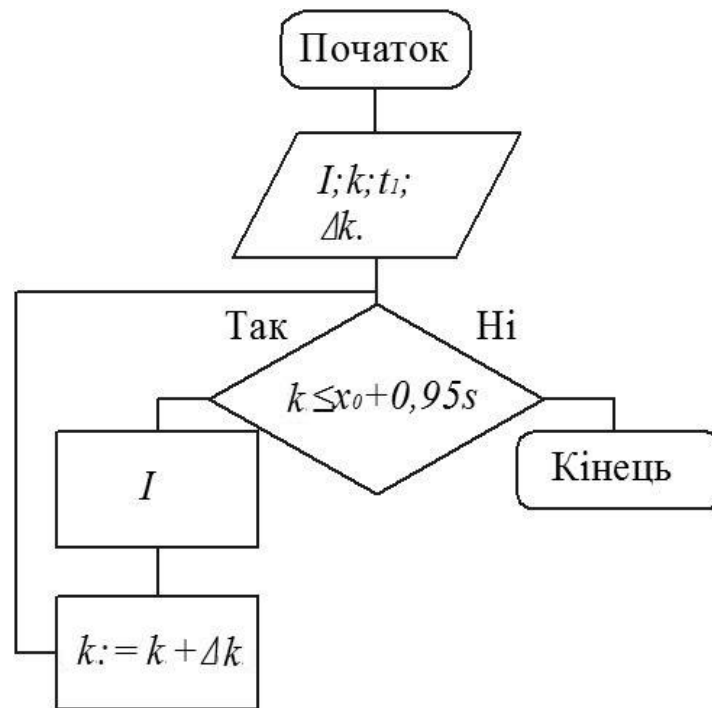 Початок
I; k; t₁;
Δk.
Так
Ні
k ≤ x₀ + 0,95s
I
Кінець
k := k + Δk